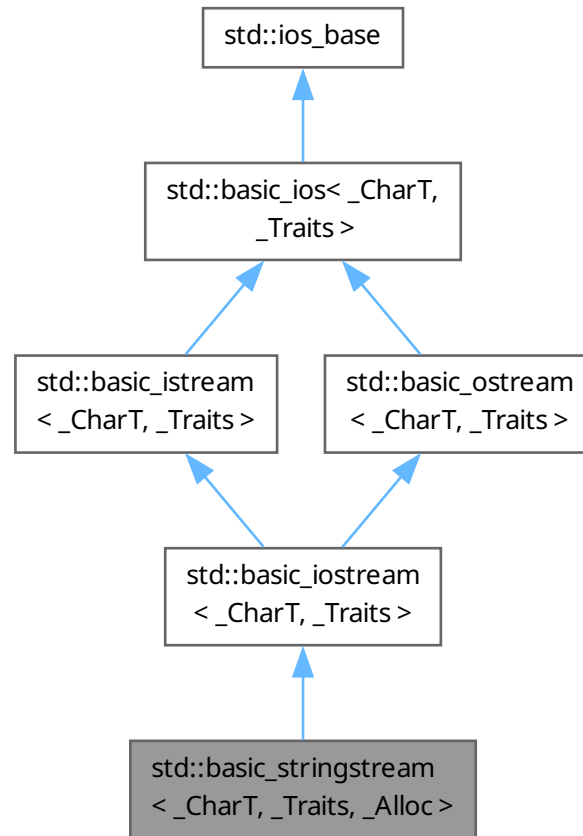 std::ios_base
std::basic_ios< _CharT,
_Traits >
std::basic_istream
< _CharT, _Traits >
std::basic_ostream
< _CharT, _Traits >
std::basic_iostream
< _CharT, _Traits >
std::basic_stringstream
< _CharT, _Traits, _Alloc >